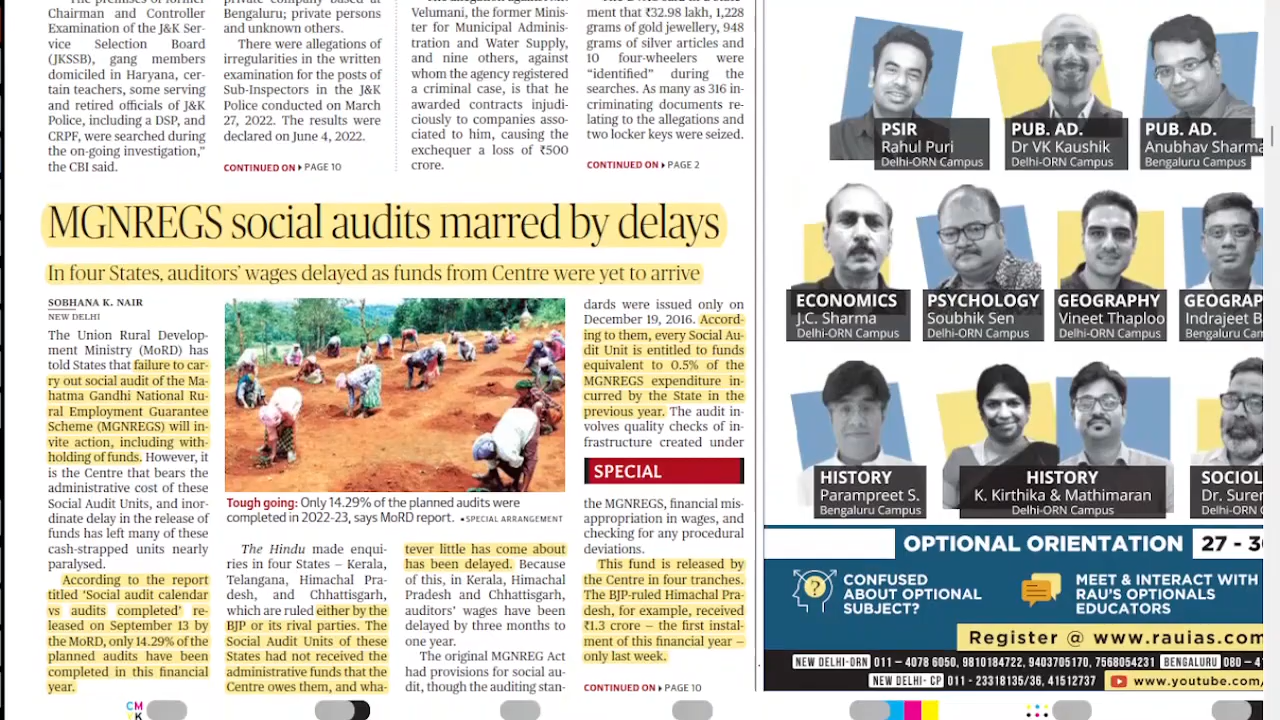 Chairman and Controller
Examination of the J&K Ser-
vice Selection Board
(JKSSB), gang members
domiciled in Haryana, cer-
tain teachers, some serving
and retired officials of J&K
Police, including a DSP, and
CRPF, were searched during
the on-going investigation,”
the CBI said.
Bengaluru; private persons
and unknown others.
There were allegations of
irregularities in the written
examination for the posts of
Sub-Inspectors in the J&K
Police conducted on March
27, 2022. The results were
declared on June 4, 2022.
CONTINUED ON PAGE 10
Velumani, the former Minis-
ter for Municipal Adminis-
tration and Water Supply,
and nine others, against
whom the agency registered
a criminal case, is that he
awarded contracts injudi-
ciously to companies asso-
ciated to him, causing the
exchequer a loss of ₹500
crore.
ment that ₹32.98 lakh, 1,228
grams of gold jewellery, 948
grams of silver articles and
10 four-wheelers were
“identified” during the
searches. As many as 316 in-
criminating documents re-
lating to the allegations and
two locker keys were seized.
CONTINUED ON PAGE 2
MGNREGS social audits marred by delays
In four States, auditors’ wages delayed as funds from Centre were yet to arrive
SOBHANA K. NAIR
NEW DELHI
The Union Rural Develop-
ment Ministry (MoRD) has
told States that failure to car-
ry out social audit of the Ma-
hatma Gandhi National Ru-
ral Employment Guarantee
Scheme (MGNREGS) will in-
vite action, including with-
holding of funds. However, it
is the Centre that bears the
administrative cost of these
Social Audit Units, and inor-
dinate delay in the release of
funds has left many of these
cash-strapped units nearly
paralysed.
According to the report
titled ‘Social audit calendar
vs audits completed’ re-
leased on September 13 by
the MoRD, only 14.29% of the
planned audits have been
completed in this financial
year.
Tough going: Only 14.29% of the planned audits were
completed in 2022-23, says MoRD report. •SPECIAL ARRANGEMENT
The Hindu made enqui-
ries in four States – Kerala,
Telangana, Himachal Pra-
desh, and Chhattisgarh,
which are ruled either by the
BJP or its rival parties. The
Social Audit Units of these
States had not received the
administrative funds that the
Centre owes them, and wha-
tever little has come about
has been delayed. Because
of this, in Kerala, Himachal
Pradesh and Chhattisgarh,
auditors’ wages have been
delayed by three months to
one year.
The original MGNREG Act
had provisions for social au-
dit, though the auditing stan-
dards were issued only on
December 19, 2016. Accord-
ing to them, every Social Au-
dit Unit is entitled to funds
equivalent to 0.5% of the
MGNREGS expenditure in-
curred by the State in the
previous year. The audit in-
volves quality checks of in-
frastructure created under
SPECIAL
the MGNREGS, financial mis-
appropriation in wages, and
checking for any procedural
deviations.
This fund is released by
the Centre in four tranches.
The BJP-ruled Himachal Pra-
desh, for example, received
₹1.3 crore – the first instal-
ment of this financial year –
only last week.
CONTINUED ON PAGE 10
PSIR
Rahul Puri
Delhi-ORN Campus
PUB. AD.
Dr VK Kaushik
Delhi-ORN Campus
PUB. AD.
Anubhav Sharma
Bengaluru Campus
ECONOMICS
J.C. Sharma
Delhi-ORN Campus
PSYCHOLOGY
Soubhik Sen
Delhi-ORN Campus
GEOGRAPHY
Vineet Thaploo
Delhi-ORN Campus
GEOGRAP
Indrajeet B
Bengaluru Cam
HISTORY
Parampreet S.
Bengaluru Campus
HISTORY
K. Kirthika & Mathimaran
Delhi-ORN Campus
SOCIOL
Dr. Suren
Delhi-ORN C
OPTIONAL ORIENTATION 27 - 3
CONFUSED
ABOUT OPTIONAL
SUBJECT?
MEET & INTERACT WITH
RAU’S OPTIONALS
EDUCATORS
Register @ www.rauias.com
NEW DELHI-ORN 011 – 4078 6050, 9810184722, 9403705170, 7568054231 BENGALURU 080 – 4
NEW DELHI- CP 011 - 23318135/36, 41512737 www.youtube.com/
CM
YK